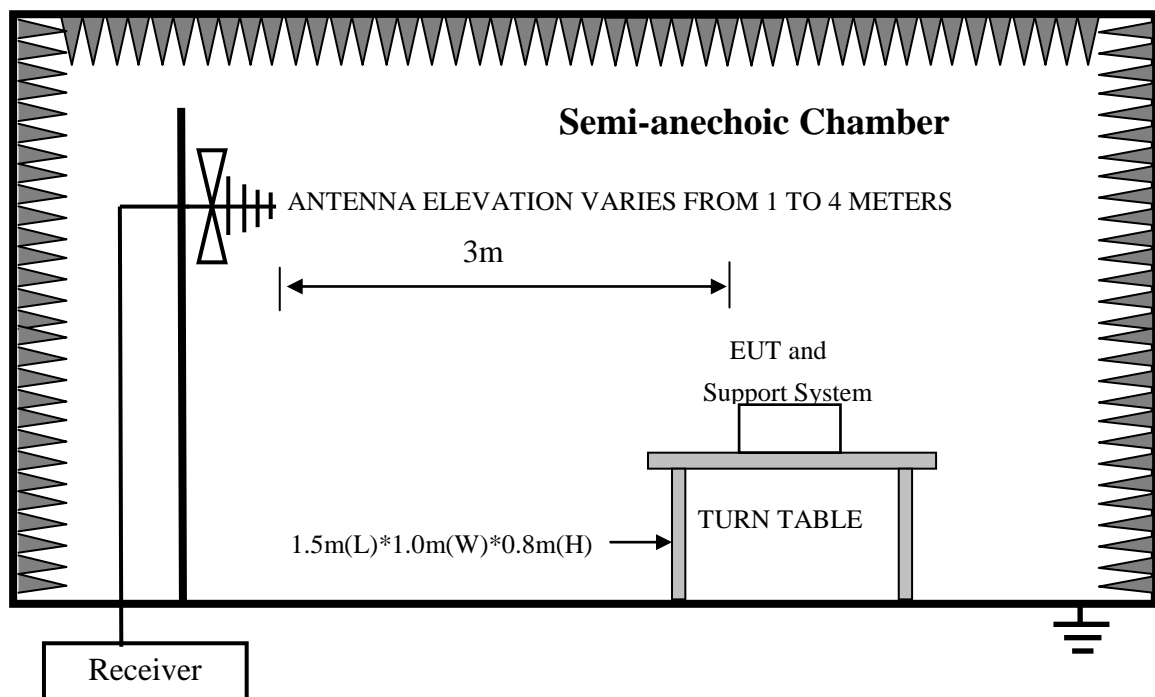 Semi-anechoic Chamber
ANTENNA ELEVATION VARIES FROM 1 TO 4 METERS
3m
EUT and
Support System
TURN TABLE
1.5m(L)*1.0m(W)*0.8m(H)
Receiver